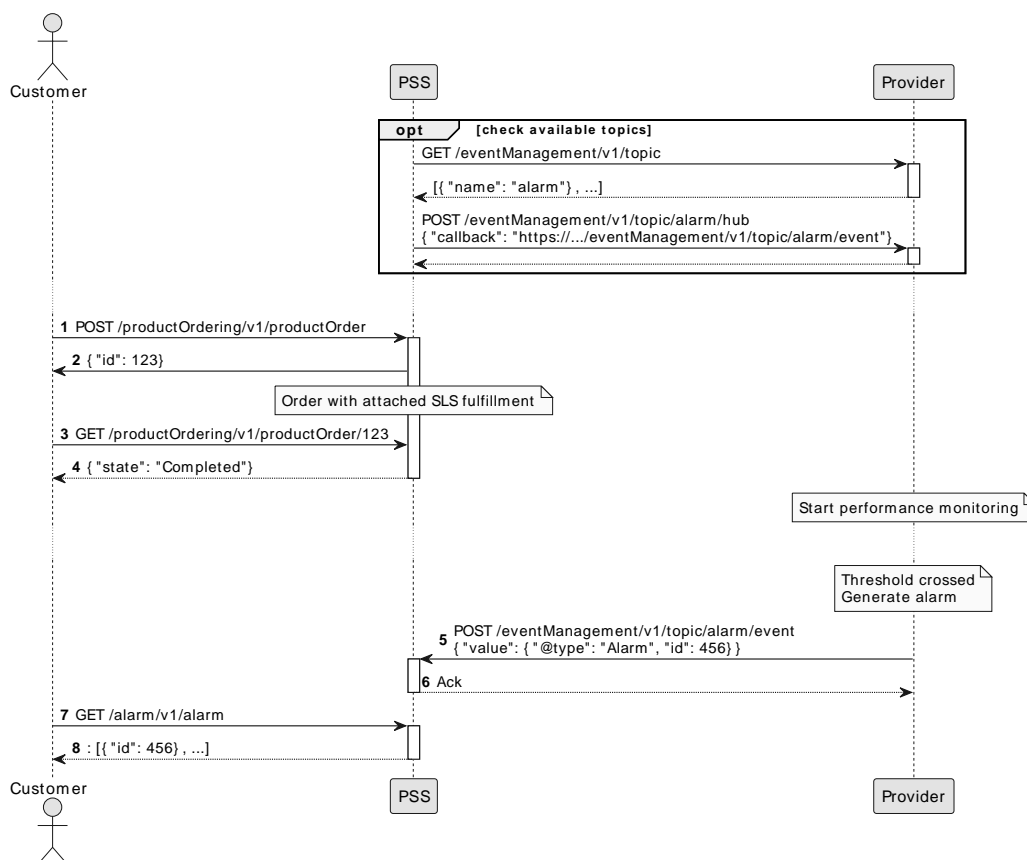 Customer
PSS
Provider
opt
[check available topics]
GET /eventManagement/v1/topic
[{ "name": "alarm"} , ...]
POST /eventManagement/v1/topic/alarm/hub
{ "callback": "https://.../eventManagement/v1/topic/alarm/event"}
1 POST /productOrdering/v1/productOrder
2 { "id": 123}
Order with attached SLS fulfillment
3 GET /productOrdering/v1/productOrder/123
4 { "state": "Completed"}
Start performance monitoring
Threshold crossed
Generate alarm
5 POST /eventManagement/v1/topic/alarm/event
{ "value": { "@type": "Alarm", "id": 456} }
6 Ack
7 GET /alarm/v1/alarm
8 : [{ "id": 456} , ...]
Customer
PSS
Provider